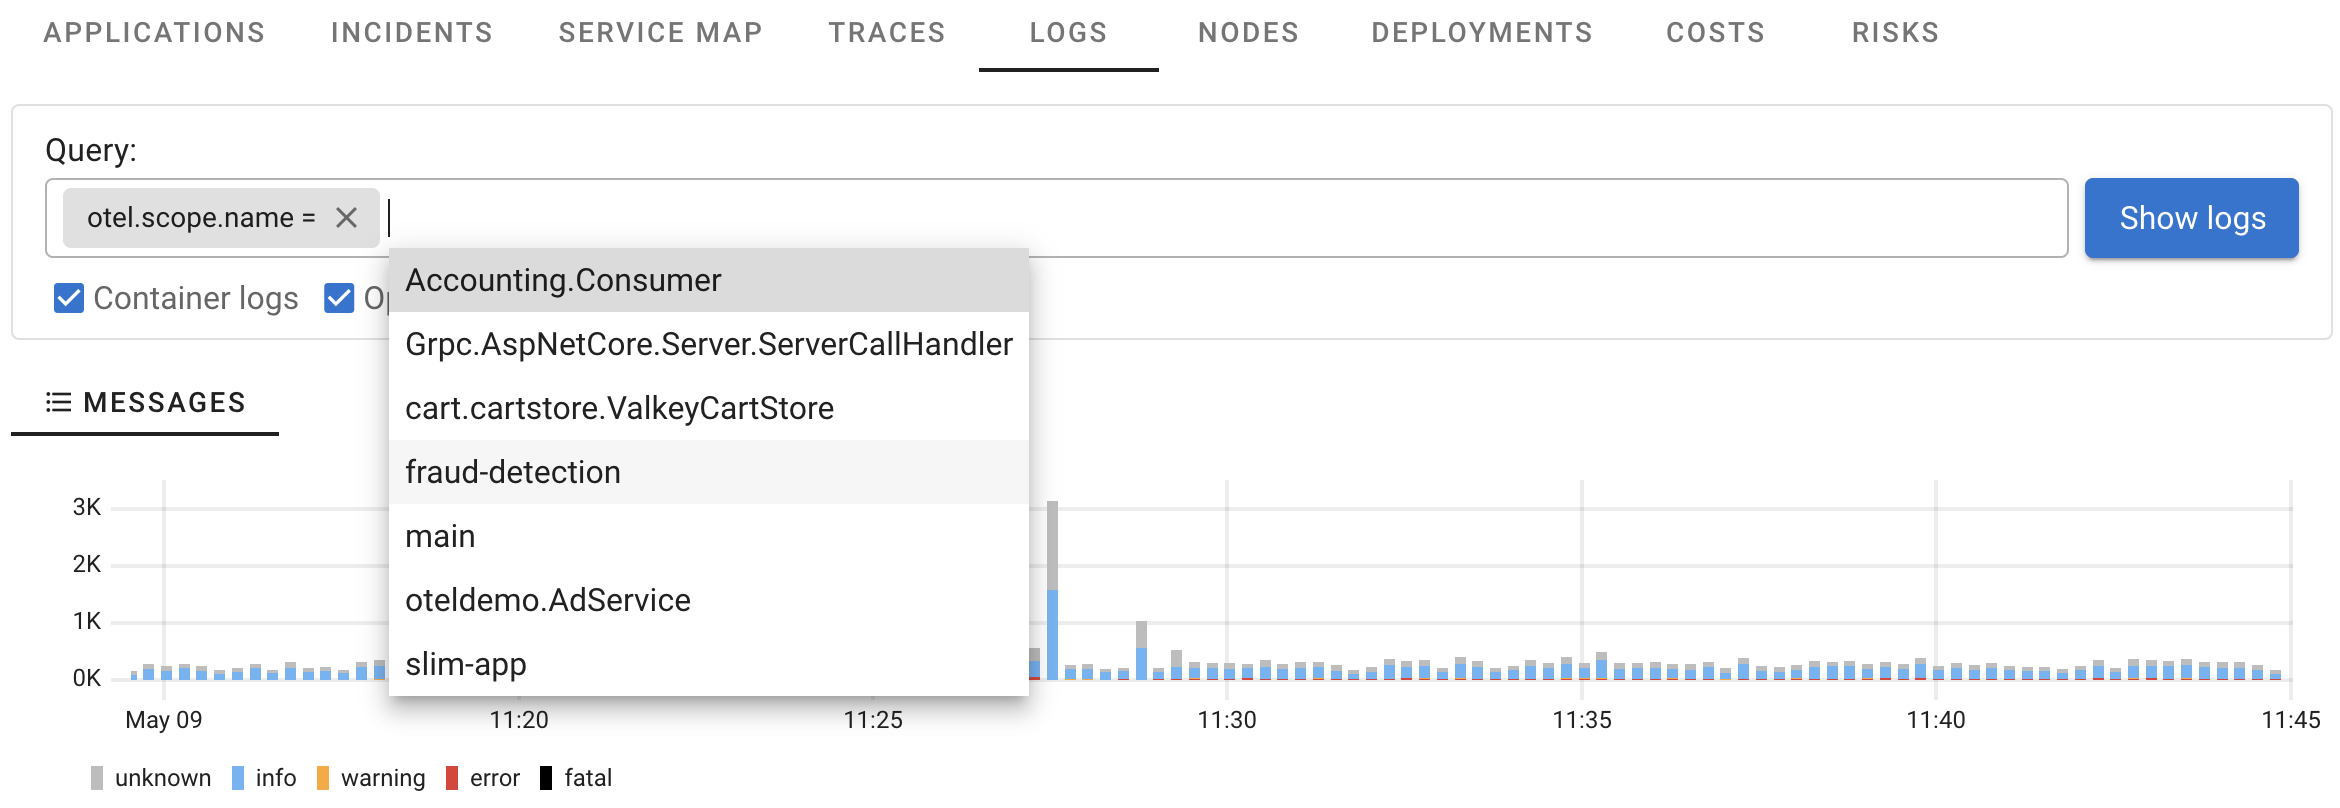 APPLICATIONS INCIDENTS SERVICE MAP TRACES LOGS NODES DEPLOYMENTS COSTS RISKS
Query:
otel.scope.name =
Show logs
Container logs
Accounting.Consumer
Grpc.AspNetCore.Server.ServerCallHandler
cart.cartstore.ValkeyCartStore
fraud-detection
main
oteldemo.AdService
slim-app
MESSAGES
3K
2K
1K
0K
May 09 11:20 11:25 11:30 11:35 11:40 11:45
unknown info warning error fatal